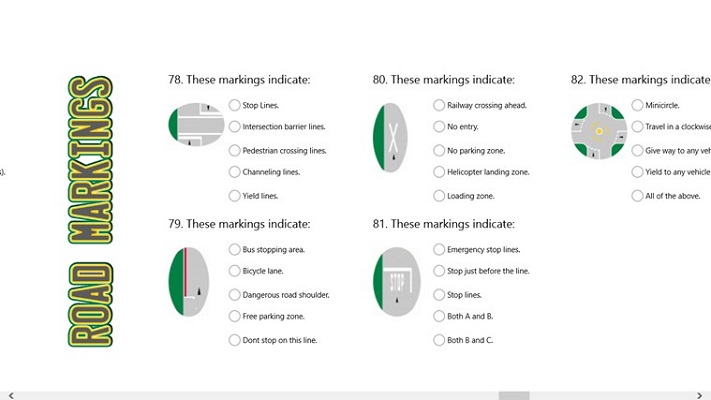 s).
ROAD MARKINGS
78. These markings indicate:
Stop Lines.
Intersection barrier lines.
Pedestrian crossing lines.
Channeling lines.
Yield lines.
79. These markings indicate:
Bus stopping area.
Bicycle lane.
Dangerous road shoulder.
Free parking zone.
Dont stop on this line.
80. These markings indicate:
Railway crossing ahead.
No entry.
No parking zone.
Helicopter landing zone.
Loading zone.
81. These markings indicate:
STOP
Emergency stop lines.
Stop just before the line.
Stop lines.
Both A and B.
Both B and C.
82. These markings indicate
Minicircle.
Travel in a clockwise
Give way to any veh
Yield to any vehicle
All of the above.